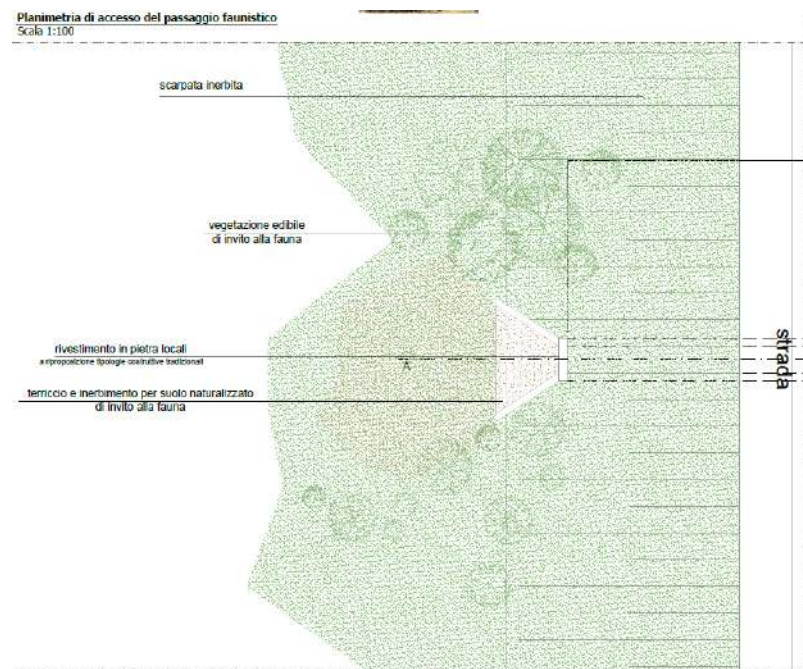 Planimetria di accesso del passaggio faunistico
Scala 1:100
scarpata inerbita
vegetazione edibile
di invito alla fauna
rivestimento in pietra locali
a riproposizione tipologie costruttive tradizionali
terriccio e inerbimento per suolo naturalizzato
di invito alla fauna
A
strada